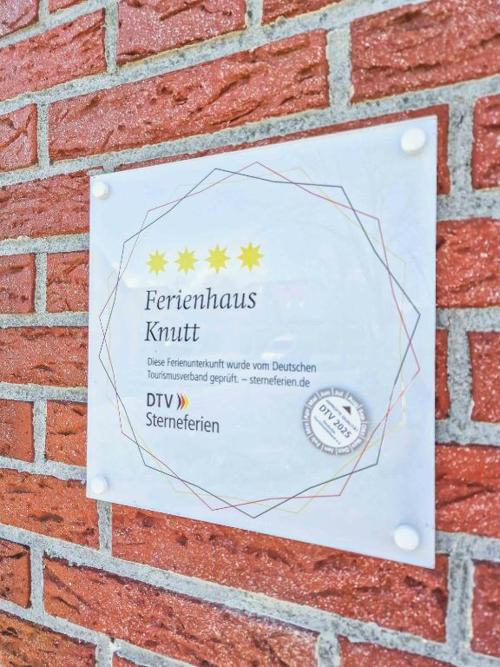 Ferienhaus
Knutt
Diese Ferienunterkunft wurde vom Deutschen
Tourismusverband geprüft. – sterneferien.de
DTV
Sterneferien
DTV 2025